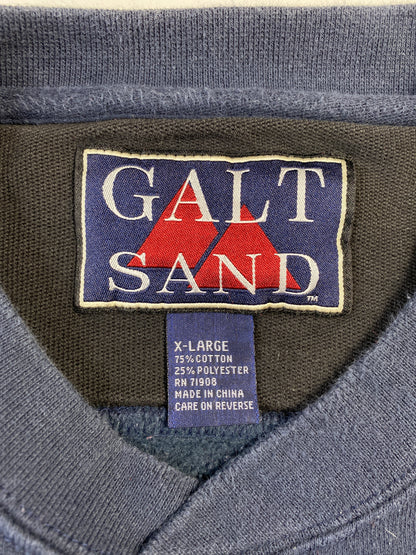 GALT
SAND
TM
X-LARGE
75% COTTON
25% POLYESTER
RN 71908
MADE IN CHINA
CARE ON REVERSE